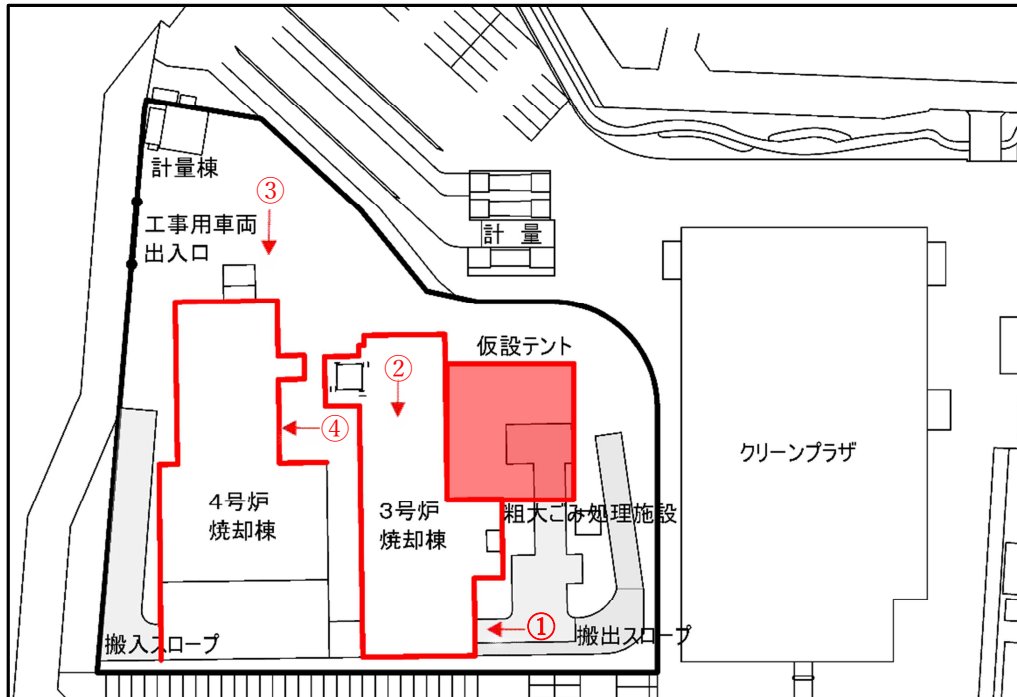 計量棟
③
工事用車両
出入口
計 量
仮設テント
②
④
クリーンプラザ
4号炉
焼却棟
3号炉
焼却棟
粗大ごみ処理施設
①
搬入スロープ
搬出スロープ